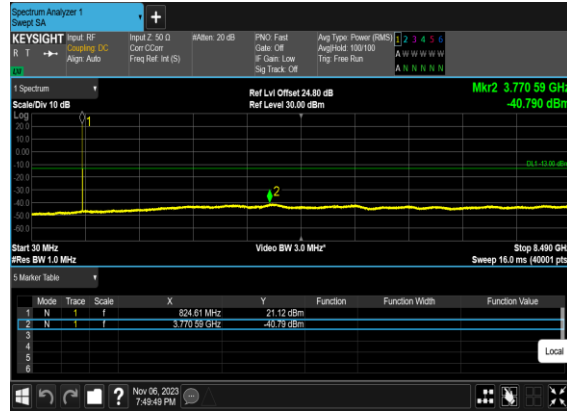 Spectrum Analyzer 1
Swept SA
+
KEYSIGHT Input: RF Input Z: 50 Ω #Atten: 20 dB PNO: Fast Avg Type: Power (RMS) 1 2 3 4 5 6
R T Coupling: DC Corr CCorr Gate: Off Avg|Hold: 100/100 A W W W W W
Align: Auto Freq Ref: Int (S) IF Gain: Low Trig: Free Run
Sig Track: Off A N N N N N
1 Spectrum Ref Lvl Offset 24.80 dB Mkr2 3.770 59 GHz
Scale/Div 10 dB Ref Level 30.00 dBm -40.790 dBm
Log
20.0
10.0
0.00
-10.0
-20.0
-30.0
-40.0
-50.0
-60.0
1
2
DL1 -13.00 dBm
Start 30 MHz Video BW 3.0 MHz* Stop 8.490 GHz
#Res BW 1.0 MHz Sweep 16.0 ms (40001 pts)
5 Marker Table
Mode Trace Scale X Y Function Function Width Function Value
1 N 1 f 824.61 MHz 21.12 dBm
2 N 1 f 3.770 59 GHz -40.79 dBm
3
4
5
6
Local
? Nov 06, 2023
7:49:49 PM